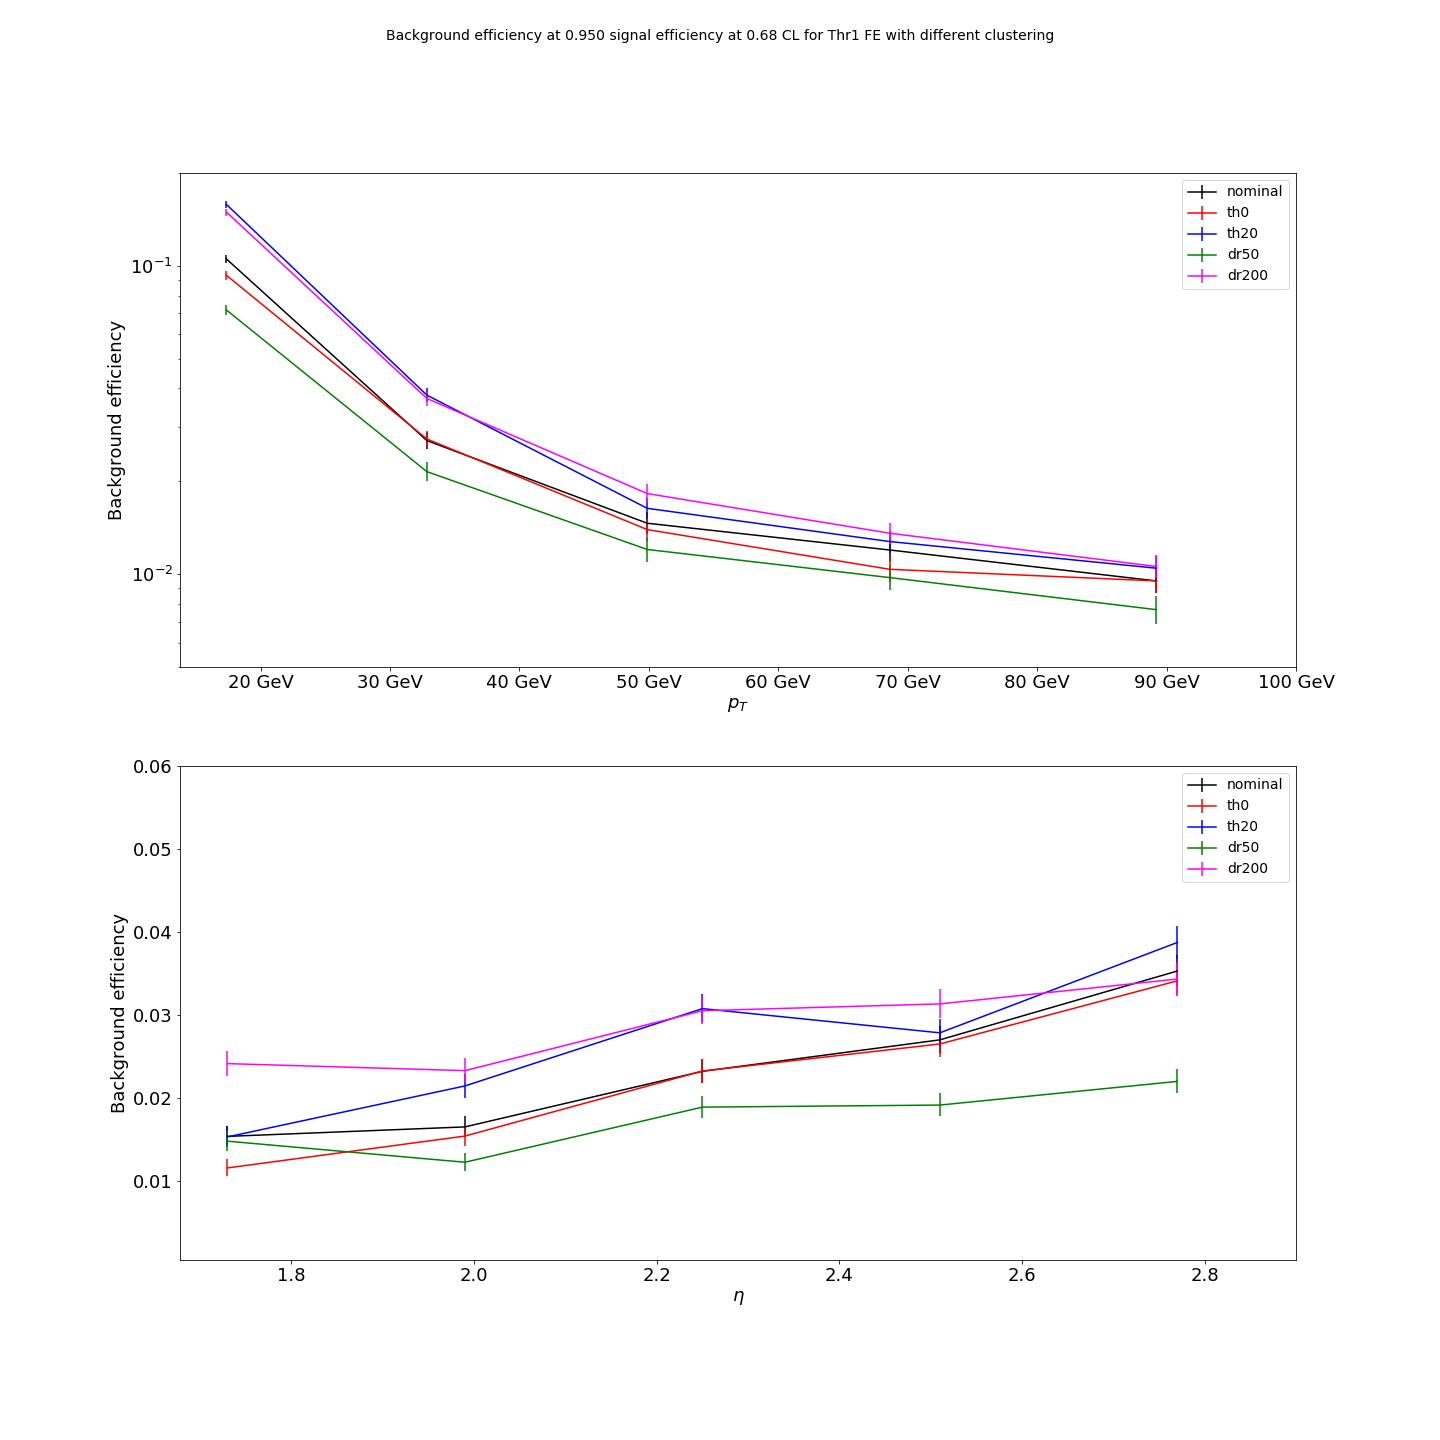 Background efficiency at 0.950 signal efficiency at 0.68 CL for Thr1 FE with different clustering
nominal
th0
th20
dr50
dr200
10⁻¹
10⁻²
Background efficiency
20 GeV 30 GeV 40 GeV 50 GeV 60 GeV 70 GeV 80 GeV 90 GeV 100 GeV
p_T
nominal
th0
th20
dr50
dr200
0.06
0.05
0.04
0.03
0.02
0.01
Background efficiency
1.8 2.0 2.2 2.4 2.6 2.8
η